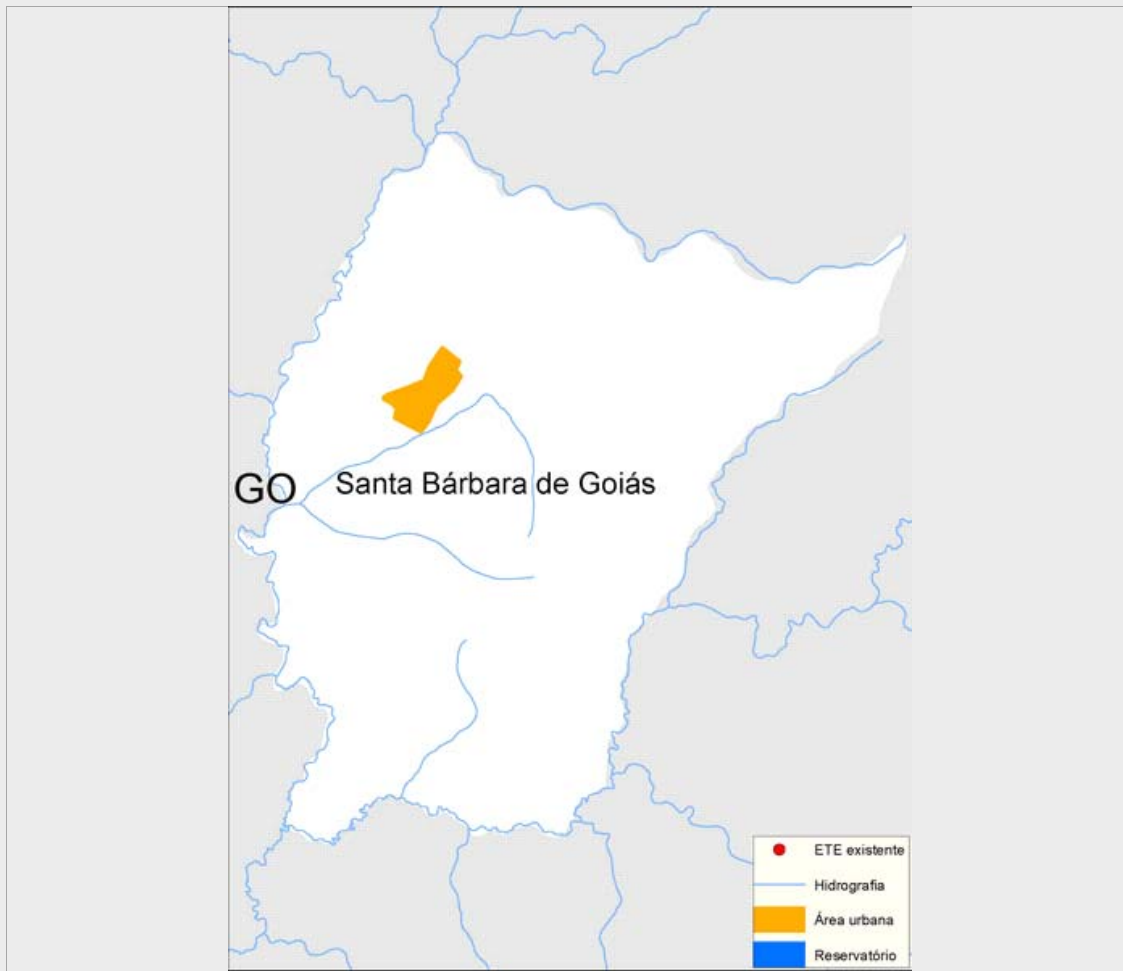 GO
Santa Bárbara de Goiás
ETE existente
Hidrografia
Área urbana
Reservatório